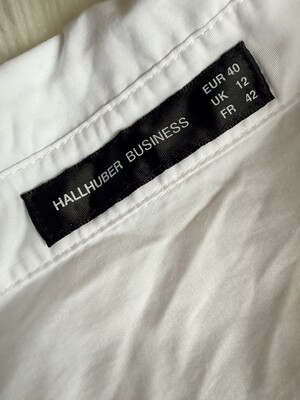 HALLHUBER BUSINESS
EUR 40
UK 12
FR 42